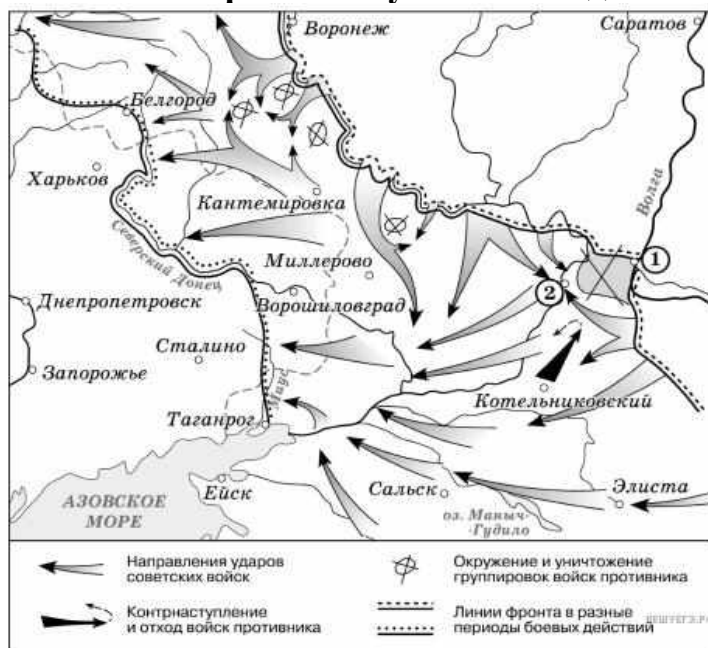 Воронеж
Саратов
Белгород
Харьков
Волга
Кантемировка
Северский Донец
Миллерово
1
2
Днепропетровск
Ворошиловград
Сталино
Запорожье
Миус
Котельниковский
Таганрог
АЗОВСКОЕ
МОРЕ
Ейск
Сальск
Элиста
оз. Маныч-
Гудило
Направления ударов
советских войск
Окружение и уничтожение
группировок войск противника
Контрнаступление
и отход войск противника
Линии фронта в разные
периоды боевых действий